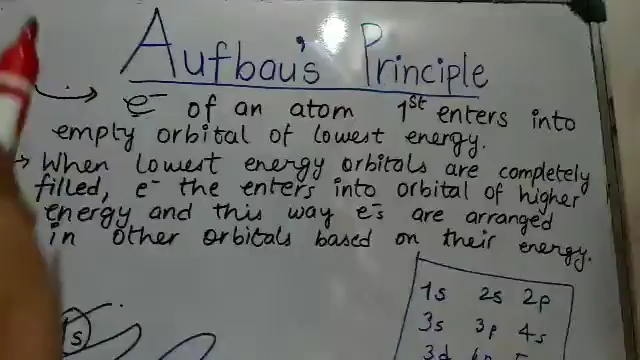 Aufbau's Principle
e⁻ of an atom 1st enters into
empty orbital of lowest energy.
→ When lowest energy orbitals are completely
filled, e⁻ the enters into orbital of higher
energy and this way e⁻s are arranged
in other orbitals based on their energy.
1s 2s 2p
3s 3p 4s
3d
s